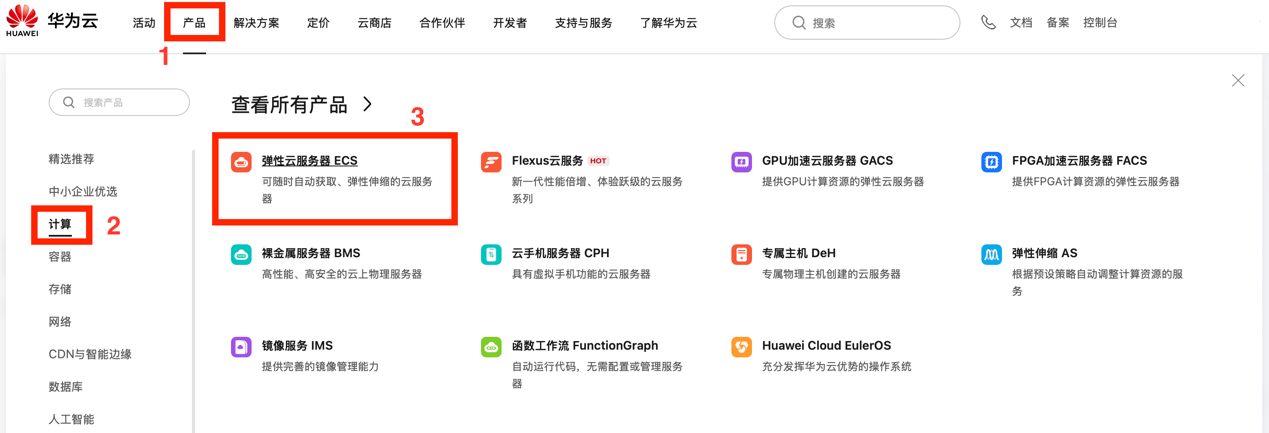 HUAWEI
华为云
活动
产品
解决方案
定价
云商店
合作伙伴
开发者
支持与服务
了解华为云
搜索
文档
备案
控制台
1
搜索产品
查看所有产品
3
精选推荐
中小企业优选
计算
2
容器
存储
网络
CDN与智能边缘
数据库
人工智能
弹性云服务器 ECS
可随时自动获取、弹性伸缩的云服务
器
Flexus云服务 HOT
新一代性能倍增、体验跃级的云服务
系列
GPU加速云服务器 GACS
提供GPU计算资源的弹性云服务器
FPGA加速云服务器 FACS
提供FPGA计算资源的弹性云服务器
裸金属服务器 BMS
高性能、高安全的云上物理服务器
云手机服务器 CPH
具有虚拟手机功能的云服务器
专属主机 DeH
专属物理主机创建的云服务器
弹性伸缩 AS
根据预设策略自动调整计算资源的服
务
镜像服务 IMS
提供完善的镜像管理能力
函数工作流 FunctionGraph
自动运行代码，无需配置或管理服务
器
Huawei Cloud EulerOS
充分发挥华为云优势的操作系统